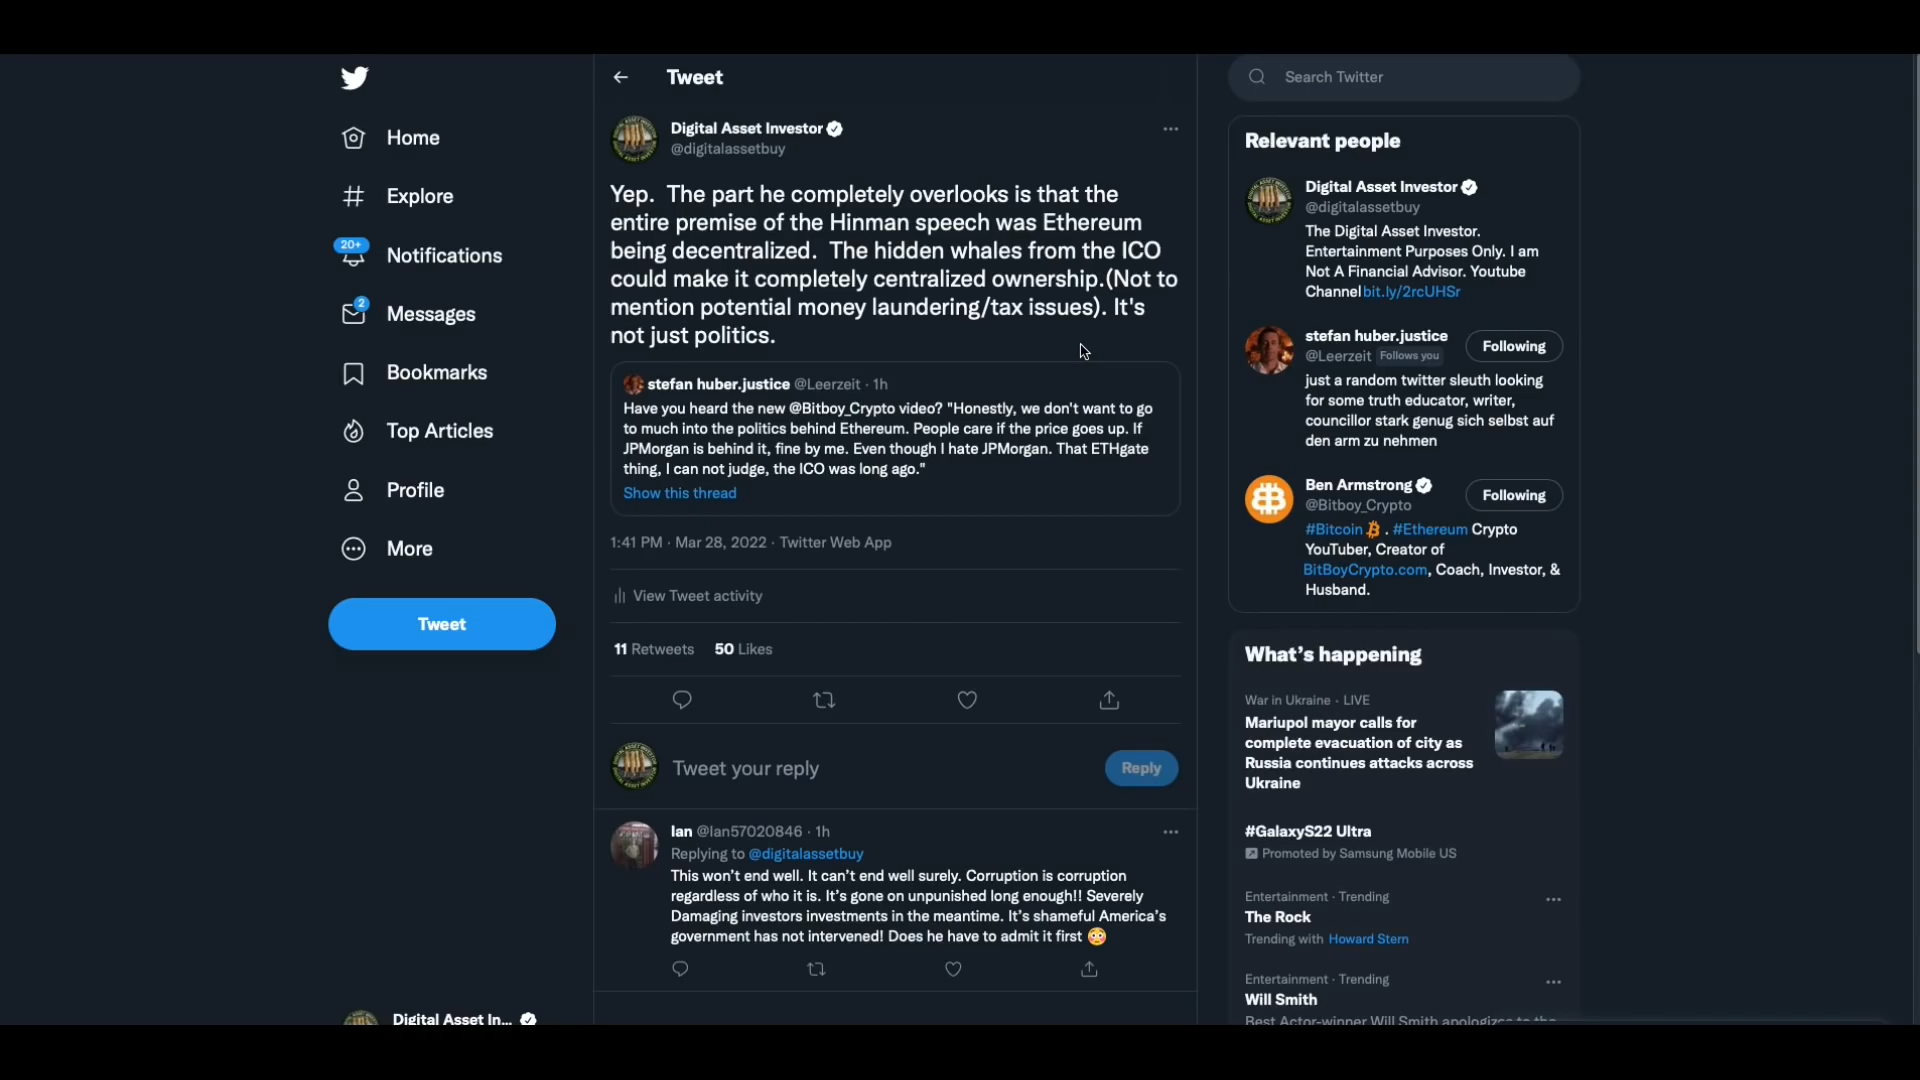 Home
Explore
20+
Notifications
2
Messages
Bookmarks
Top Articles
Profile
More
Tweet
Digital Asset In...
Tweet
Digital Asset Investor
@digitalassetbuy
Yep.  The part he completely overlooks is that the
entire premise of the Hinman speech was Ethereum
being decentralized.  The hidden whales from the ICO
could make it completely centralized ownership.(Not to
mention potential money laundering/tax issues).  It's
not just politics.
stefan huber.justice @Leerzeit · 1h
Have you heard the new @Bitboy_Crypto video? "Honestly, we don't want to go
to much into the politics behind Ethereum. People care if the price goes up. If
JPMorgan is behind it, fine by me. Even though I hate JPMorgan. That ETHgate
thing, I can not judge, the ICO was long ago."
Show this thread
1:41 PM · Mar 28, 2022 · Twitter Web App
View Tweet activity
11 Retweets  50 Likes
Tweet your reply
Reply
Ian @Ian57020846 · 1h
Replying to @digitalassetbuy
This won't end well. It can't end well surely. Corruption is corruption
regardless of who it is. It's gone on unpunished long enough!! Severely
Damaging investors investments in the meantime. It's shameful America's
government has not intervened! Does he have to admit it first 😳
Search Twitter
Relevant people
Digital Asset Investor
@digitalassetbuy
The Digital Asset Investor.
Entertainment Purposes Only. I am
Not A Financial Advisor. Youtube
Channel bit.ly/2rcUHSr
stefan huber.justice
@Leerzeit Follows you
Following
just a random twitter sleuth looking
for some truth educator, writer,
councillor stark genug sich selbst auf
den arm zu nehmen
Ben Armstrong
@Bitboy_Crypto
Following
#Bitcoin . #Ethereum Crypto
YouTuber, Creator of
BitBoyCrypto.com, Coach, Investor, &
Husband.
What's happening
War in Ukraine · LIVE
Mariupol mayor calls for
complete evacuation of city as
Russia continues attacks across
Ukraine
#GalaxyS22 Ultra
Promoted by Samsung Mobile US
Entertainment · Trending
The Rock
Trending with Howard Stern
Entertainment · Trending
Will Smith
Best Actor-winner Will Smith apologizes to the